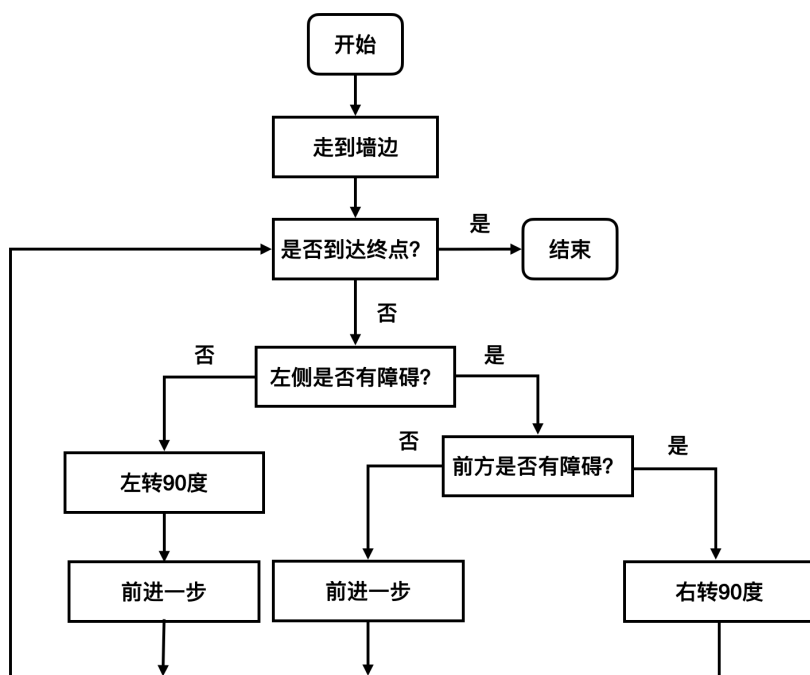 开始
走到墙边
是否到达终点?
是
结束
否
左侧是否有障碍?
否
是
左转90度
前方是否有障碍?
否
是
前进一步
前进一步
右转90度